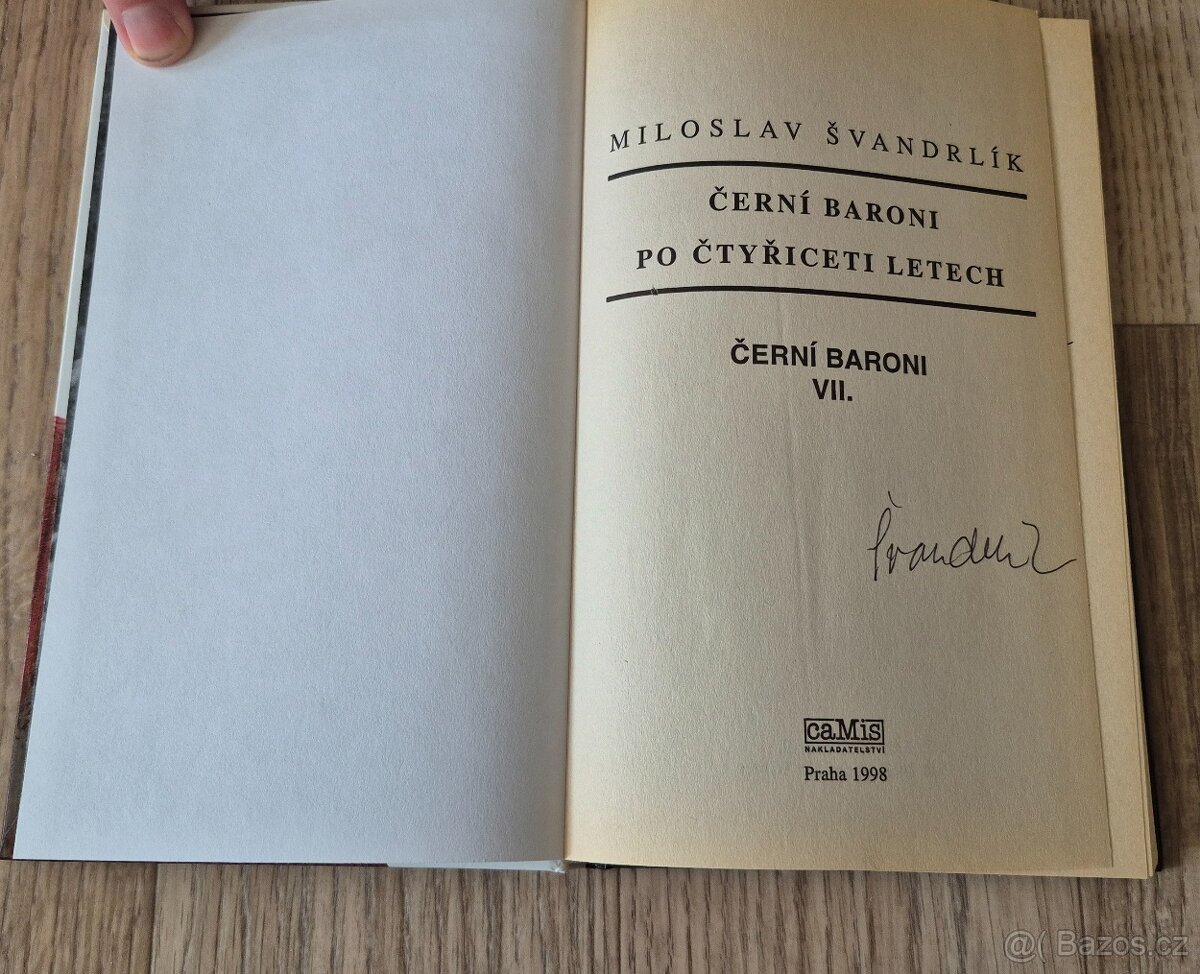 MILOSLAV ŠVANDRLÍK
ČERNÍ BARONI
PO ČTYŘICETI LETECH
ČERNÍ BARONI
VII.
Švandrlík
caMis
NAKLADATELSTVÍ
Praha 1998
@( Bazos.cz